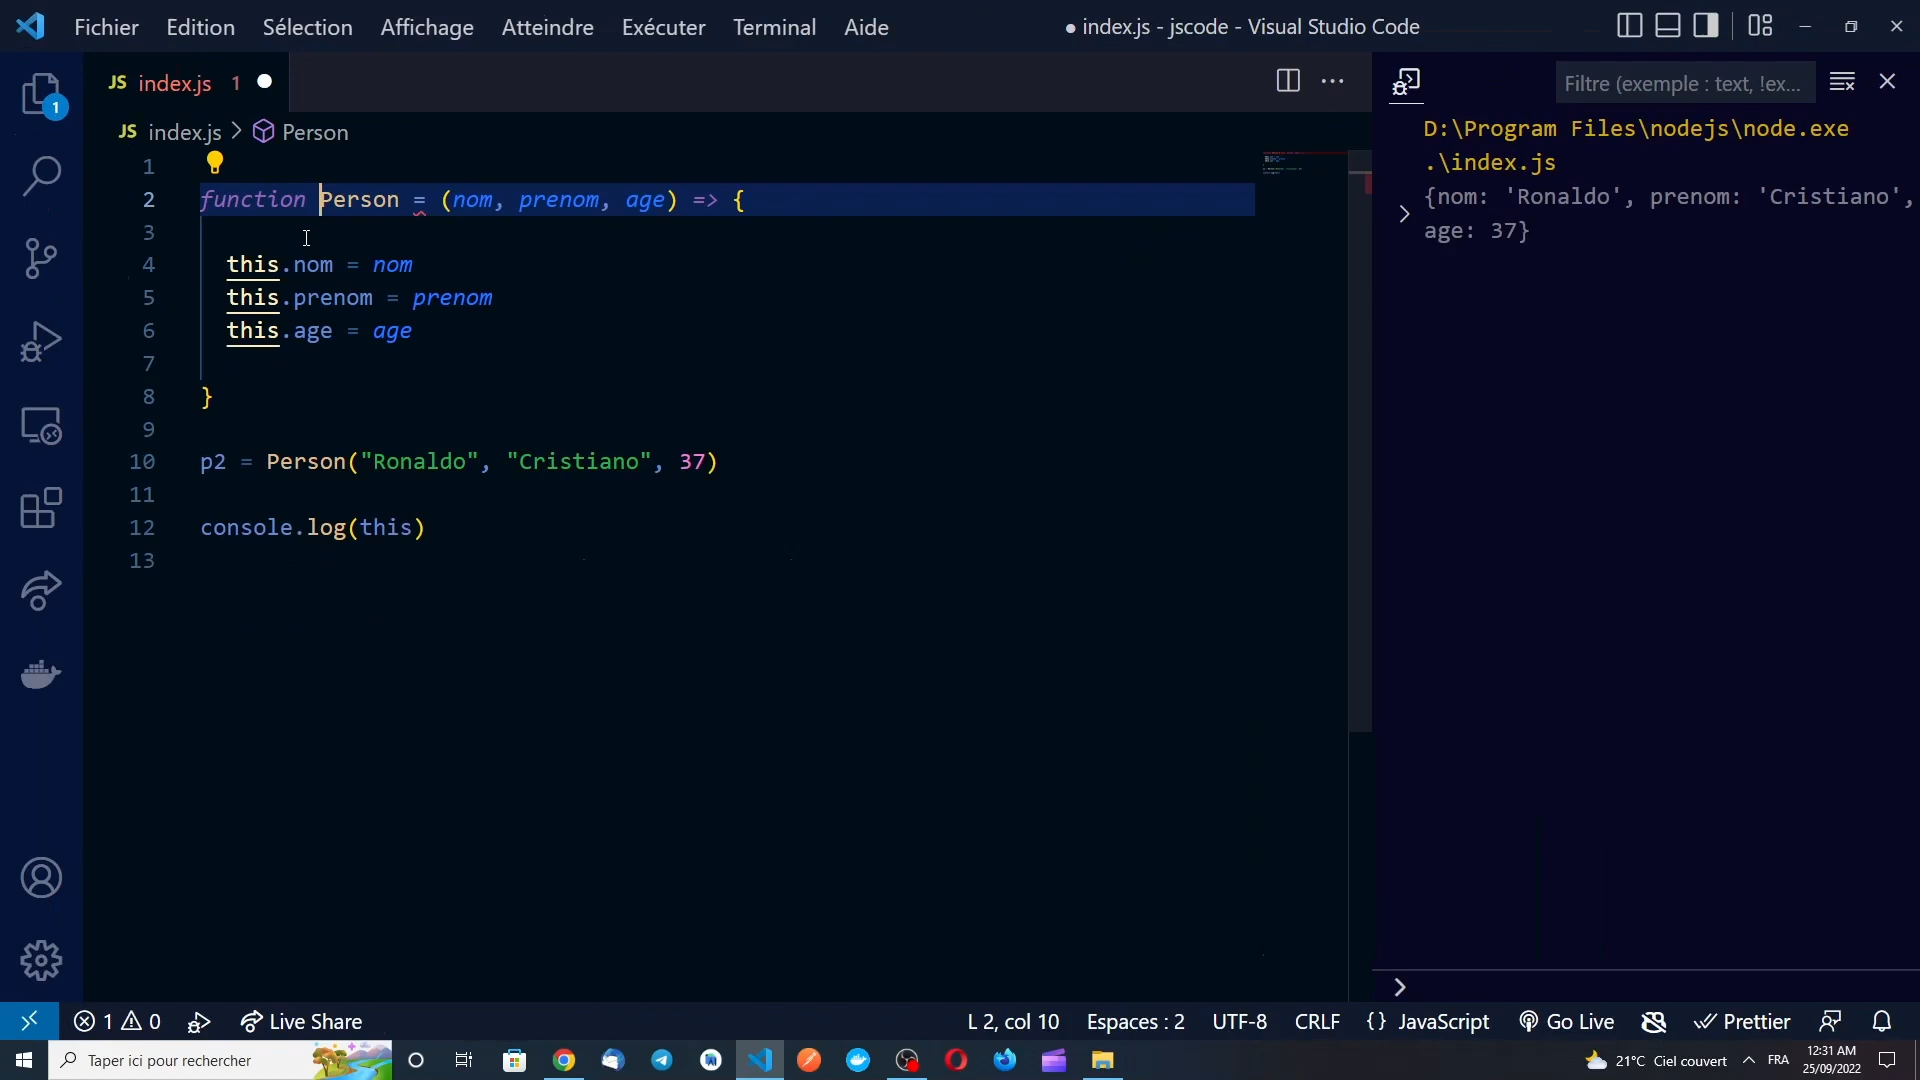 Fichier Edition Sélection Affichage Atteindre Exécuter Terminal Aide ● index.js - jscode - Visual Studio Code
JS index.js 1
JS index.js > Person
1
2 function Person = (nom, prenom, age) => {
3
4 this.nom = nom
5 this.prenom = prenom
6 this.age = age
7
8 }
9
10 p2 = Person("Ronaldo", "Cristiano", 37)
11
12 console.log(this)
13
Filtre (exemple : text, !ex...
D:\Program Files\nodejs\node.exe
.\index.js
{nom: 'Ronaldo', prenom: 'Cristiano',
age: 37}
1
1 0 Live Share L 2, col 10 Espaces : 2 UTF-8 CRLF {} JavaScript Go Live Prettier
Taper ici pour rechercher 21°C Ciel couvert FRA 12:31 AM
25/09/2022